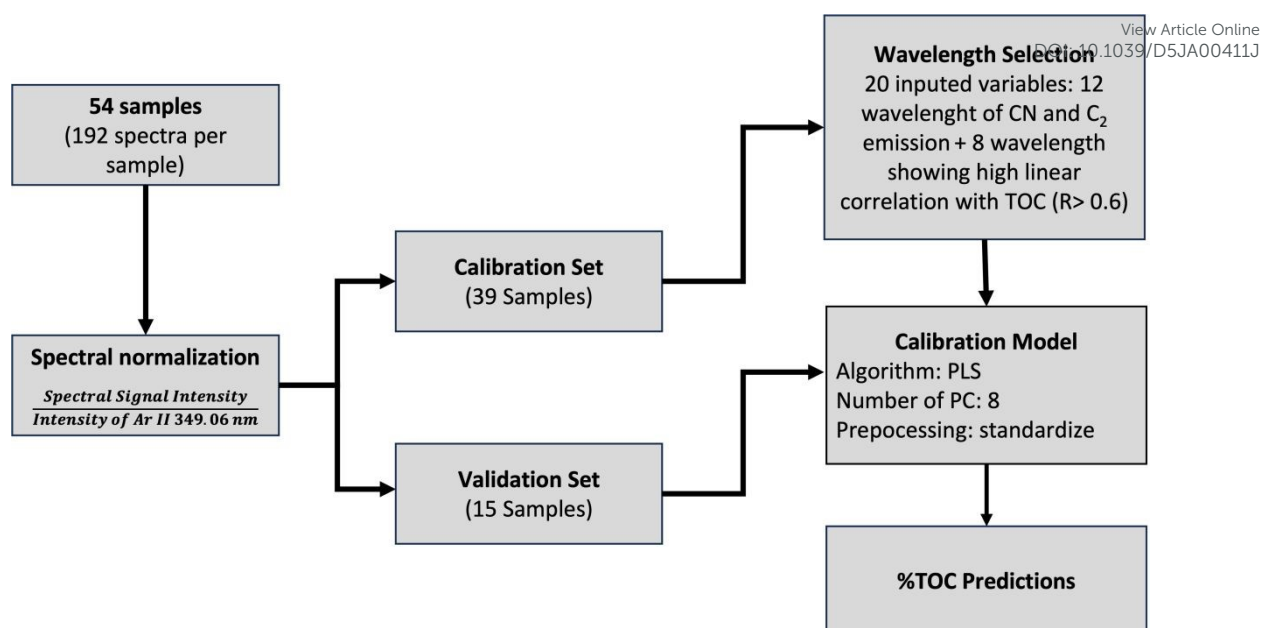 View Article Online
DOI: 10.1039/D5JA00411J
54 samples
(192 spectra per
sample)
Spectral normalization
Spectral Signal Intensity
Intensity of Ar II 349.06 nm
Calibration Set
(39 Samples)
Validation Set
(15 Samples)
Wavelength Selection
20 inputed variables: 12
wavelenght of CN and C₂
emission + 8 wavelength
showing high linear
correlation with TOC (R> 0.6)
Calibration Model
Algorithm: PLS
Number of PC: 8
Prepocessing: standardize
%TOC Predictions